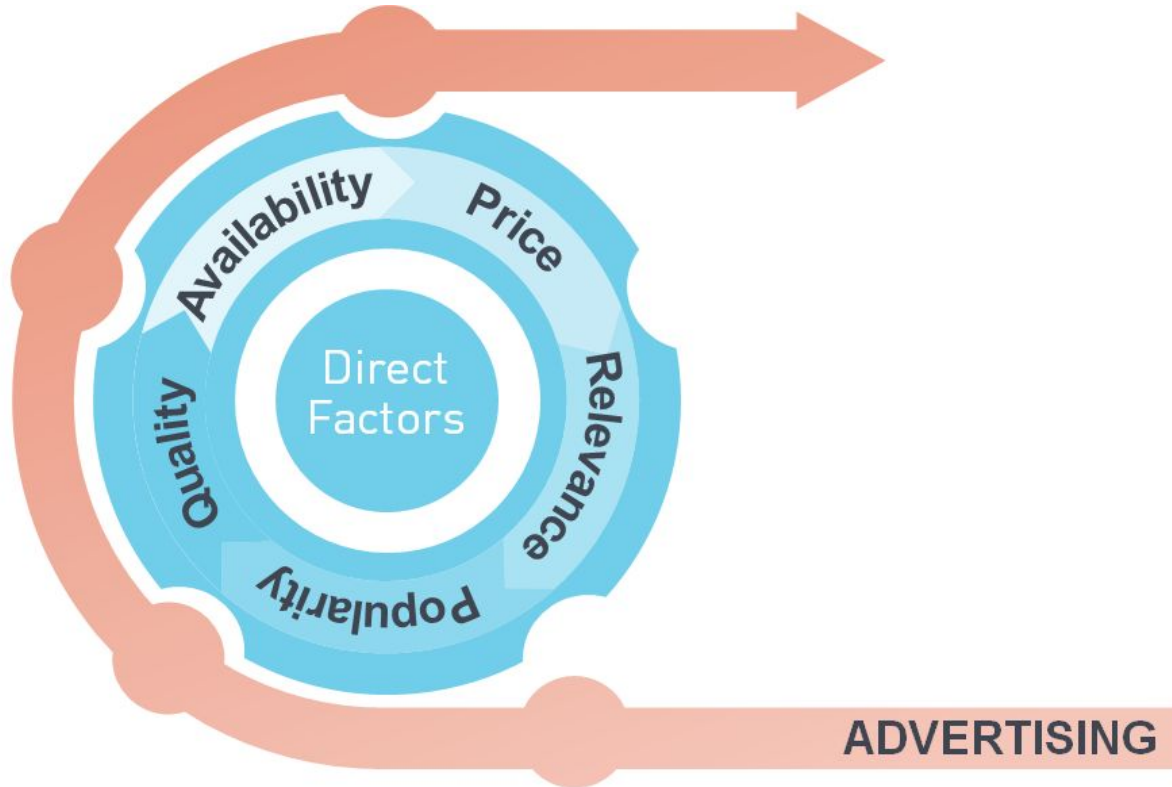 Availability
Price
Relevance
Popularity
Quality
Direct
Factors
ADVERTISING